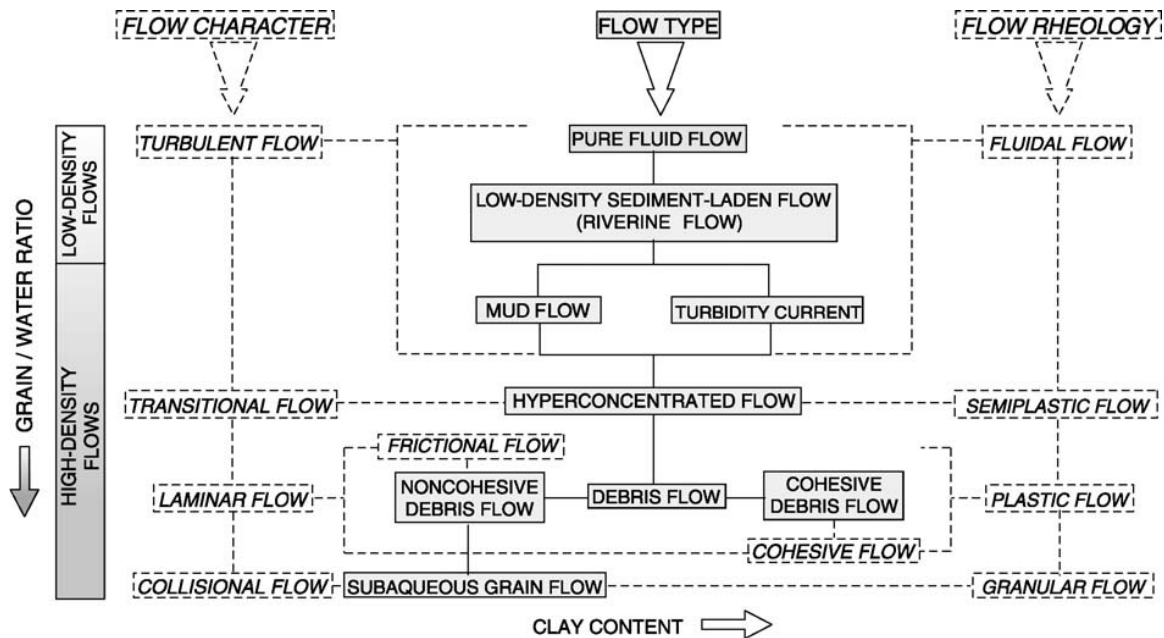 FLOW CHARACTER
FLOW TYPE
FLOW RHEOLOGY
TURBULENT FLOW
PURE FLUID FLOW
FLUIDAL FLOW
LOW-DENSITY
FLOWS
LOW-DENSITY SEDIMENT-LADEN FLOW
(RIVERINE FLOW)
MUD FLOW
TURBIDITY CURRENT
GRAIN / WATER RATIO
HIGH-DENSITY
FLOWS
TRANSITIONAL FLOW
HYPERCONCENTRATED FLOW
SEMIPLASTIC FLOW
FRICTIONAL FLOW
LAMINAR FLOW
NONCOHESIVE
DEBRIS FLOW
DEBRIS FLOW
COHESIVE
DEBRIS FLOW
PLASTIC FLOW
COHESIVE FLOW
COLLISIONAL FLOW
SUBAQUEOUS GRAIN FLOW
GRANULAR FLOW
CLAY CONTENT